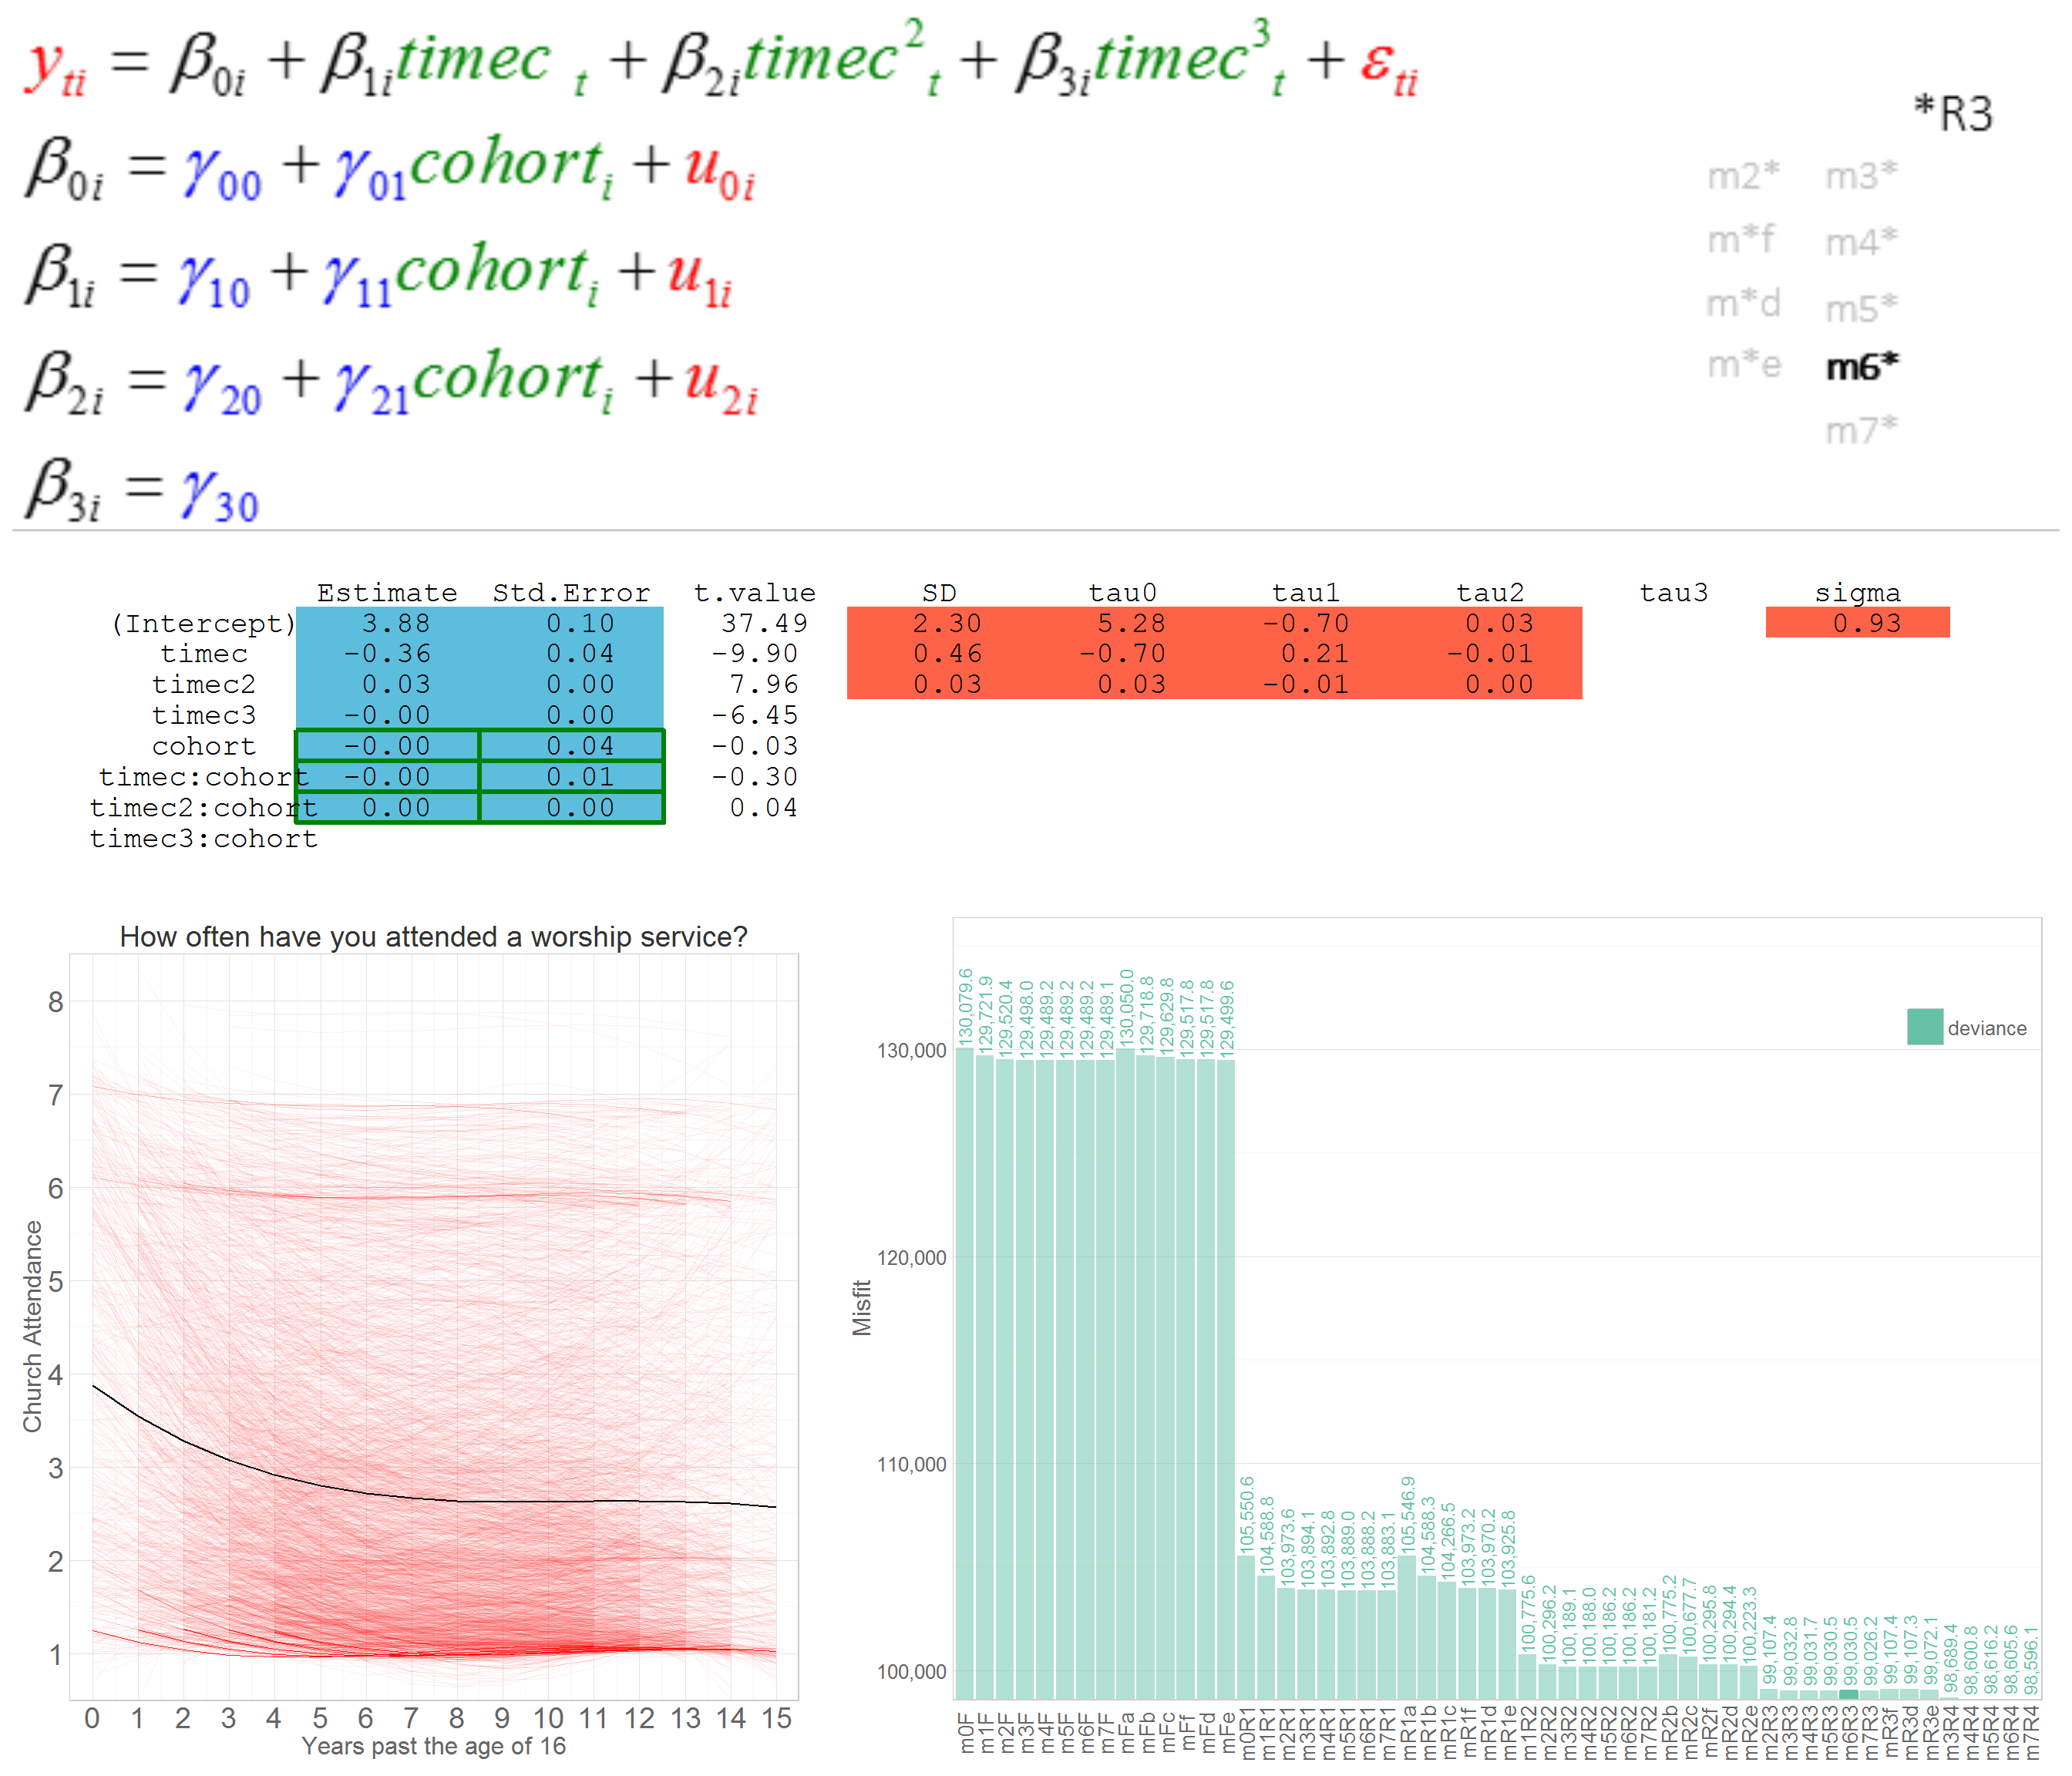 y_ti = β_0i + β_1i timec_t + β_2i timec²_t + β_3i timec³_t + ε_ti
*R3
β_0i = γ_00 + γ_01 cohort_i + u_0i
m2* m3*
β_1i = γ_10 + γ_11 cohort_i + u_1i
m*f m4*
m*d m5*
β_2i = γ_20 + γ_21 cohort_i + u_2i
m*e m6*
m7*
β_3i = γ_30
Estimate Std.Error t.value SD tau0 tau1 tau2 tau3 sigma
(Intercept) 3.88 0.10 37.49 2.30 5.28 -0.70 0.03 0.93
timec -0.36 0.04 -9.90 0.46 -0.70 0.21 -0.01
timec2 0.03 0.00 7.96 0.03 0.03 -0.01 0.00
timec3 -0.00 0.00 -6.45
cohort -0.00 0.04 -0.03
timec:cohort -0.00 0.01 -0.30
timec2:cohort 0.00 0.00 0.04
timec3:cohort
How often have you attended a worship service?
Church Attendance
8
7
6
5
4
3
2
1
0 1 2 3 4 5 6 7 8 9 10 11 12 13 14 15
Years past the age of 16
Misfit
130,000
120,000
110,000
100,000
deviance
130,079.6 129,721.9 129,520.4 129,498.0 129,489.2 129,489.2 129,489.2 129,489.1 130,050.0 129,718.8 129,629.8 129,517.8 129,517.8 129,499.6 105,550.6 104,588.8 103,973.6 103,894.1 103,892.8 103,889.0 103,888.2 103,883.1 105,546.9 104,588.3 104,266.5 103,973.2 103,970.2 103,925.8 100,775.6 100,296.2 100,189.1 100,188.0 100,186.2 100,186.2 100,181.2 100,775.2 100,677.7 100,295.8 100,294.4 100,223.3 99,107.4 99,032.8 99,031.7 99,030.5 99,030.5 99,026.2 99,107.4 99,107.3 99,072.1 98,689.4 98,600.8 98,616.2 98,605.6 98,596.1
m0F m1F m2F m3F m4F m5F m6F m7F mFa mFb mFc mFf mFd mFe m0R1 m1R1 m2R1 m3R1 m4R1 m5R1 m6R1 m7R1 mR1a mR1b mR1c mR1f mR1d mR1e m1R2 m2R2 m3R2 m4R2 m5R2 m6R2 m7R2 mR2b mR2c mR2f mR2d mR2e m2R3 m3R3 m4R3 m5R3 m6R3 m7R3 mR3f mR3d mR3e m3R4 m4R4 m5R4 m6R4 m7R4